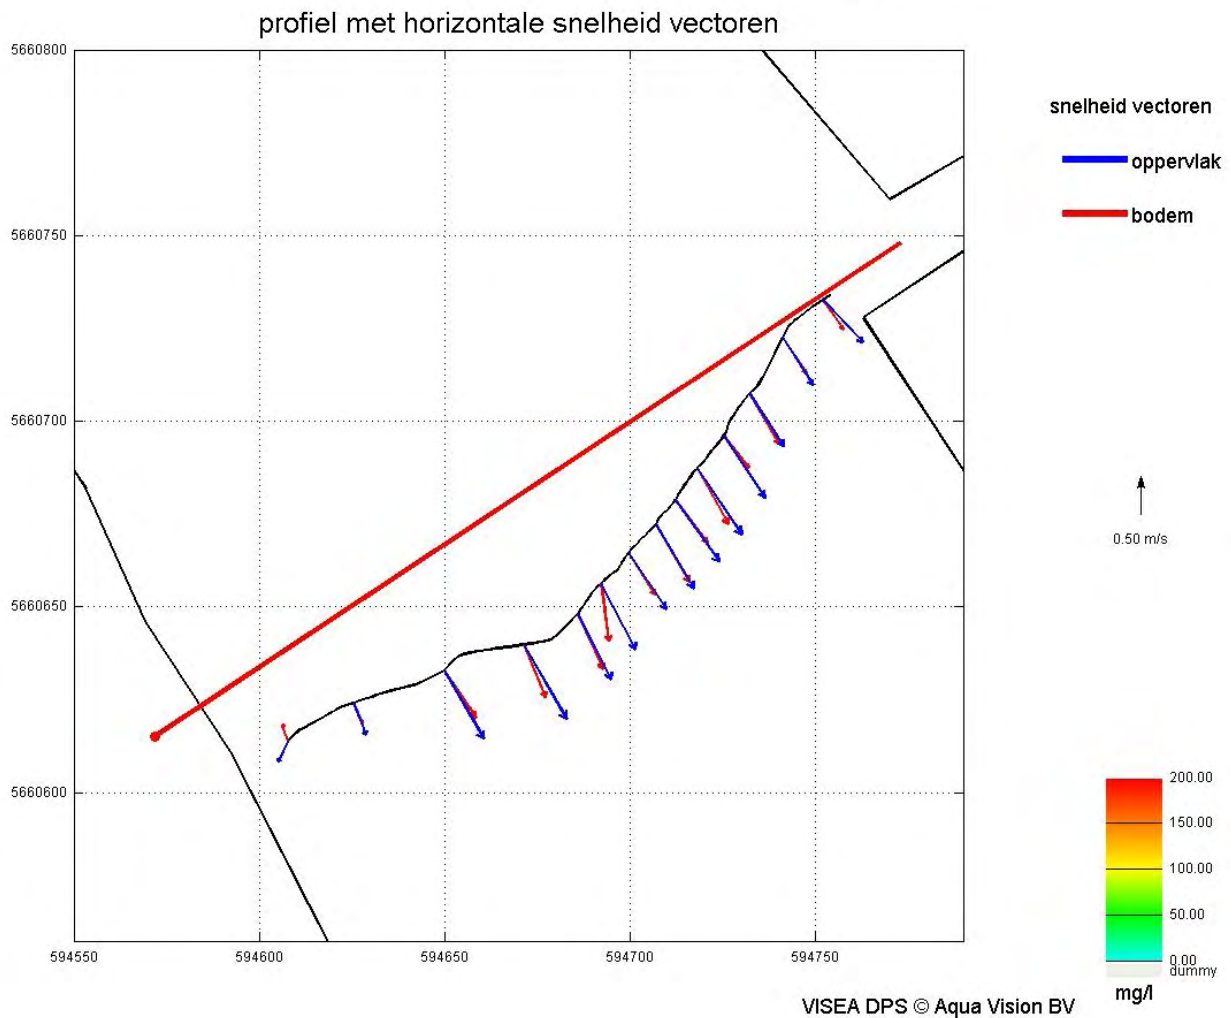 profiel met horizontale snelheid vectoren
5660800
5660750
5660700
5660650
5660600
594550
594600
594650
594700
594750
snelheid vectoren
oppervlak
bodem
0.50 m/s
200.00
150.00
100.00
50.00
0.00
dummy
mg/l
VISEA DPS © Aqua Vision BV